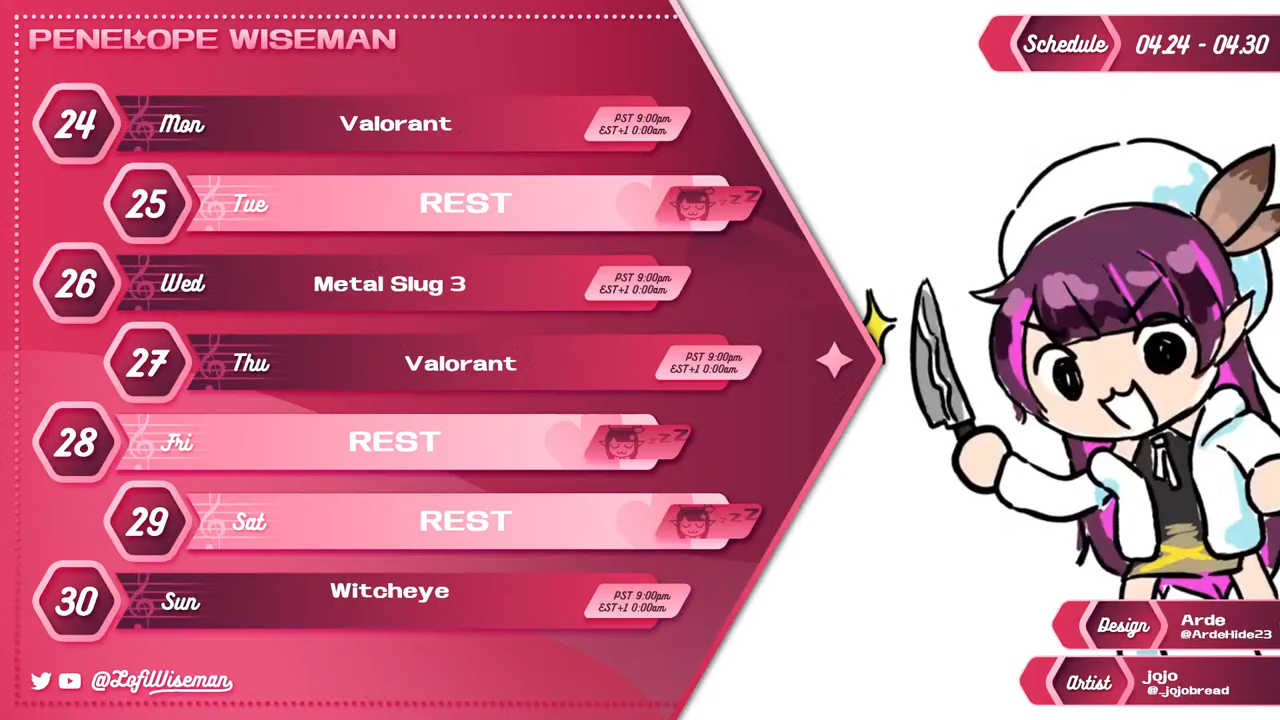 PENELOPE WISEMAN
Schedule 04.24 - 04.30
24 Mon Valorant PST 9:00pm
EST+1 0:00am
25 Tue REST zzz
26 Wed Metal Slug 3 PST 9:00pm
EST+1 0:00am
27 Thu Valorant PST 9:00pm
EST+1 0:00am
28 Fri REST zzz
29 Sat REST zzz
30 Sun Witcheye PST 9:00pm
EST+1 0:00am
@LofiWiseman
Design Arde
@ArdeHide23
Artist jojo
@_jojobread